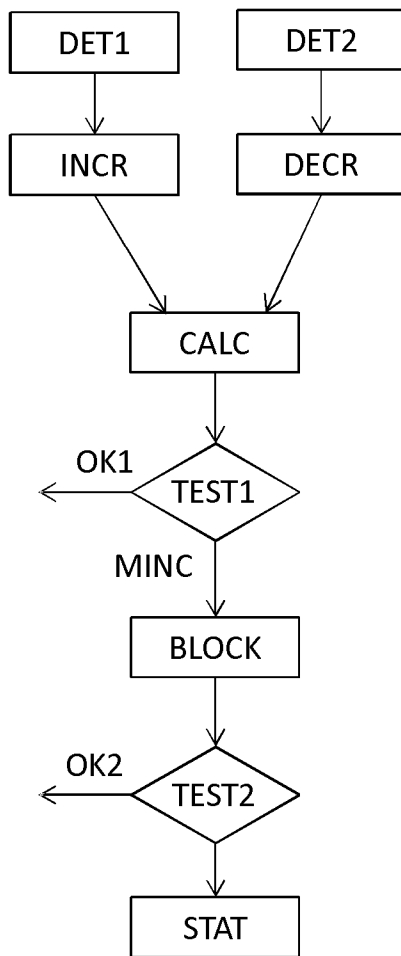 DET1
DET2
INCR
DECR
CALC
OK1
TEST1
MINC
BLOCK
OK2
TEST2
STAT